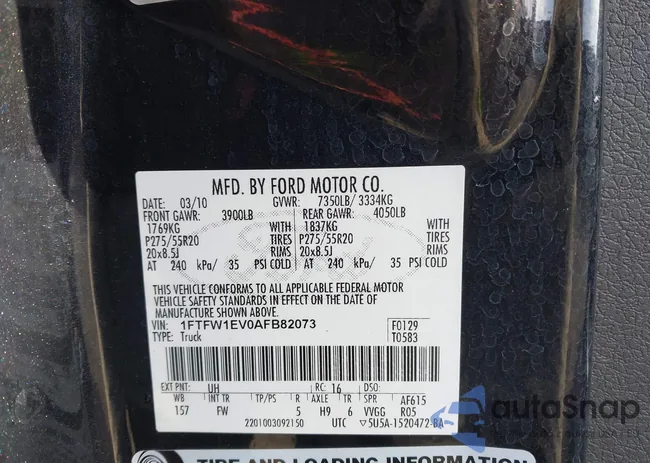 MFD. BY FORD MOTOR CO.
DATE: 03/10 GVWR: 7350LB/ 3334KG
FRONT GAWR: 3900LB REAR GAWR: 4050LB
1769KG WITH 1837KG WITH
P275/55R20 TIRES P275/55R20 TIRES
20x8.5J RIMS 20x8.5J RIMS
AT 240 kPa/ 35 PSI COLD AT 240 kPa/ 35 PSI COLD
THIS VEHICLE CONFORMS TO ALL APPLICABLE FEDERAL MOTOR
VEHICLE SAFETY STANDARDS IN EFFECT ON THE DATE OF
MANUFACTURE SHOWN ABOVE.
VIN: 1FTFW1EV0AFB82073 F0129
TYPE: Truck T0583
EXT PNT: UH RC: 16 DSO:
WB INT TR TP/PS R AXLE TR SPR AF615
157 FW 5 H9 6 VVGG R05
2201003092150 UTC ▽5U5A-1520472-BA
TIRE AND LOADING INFORMATION
autoSnap